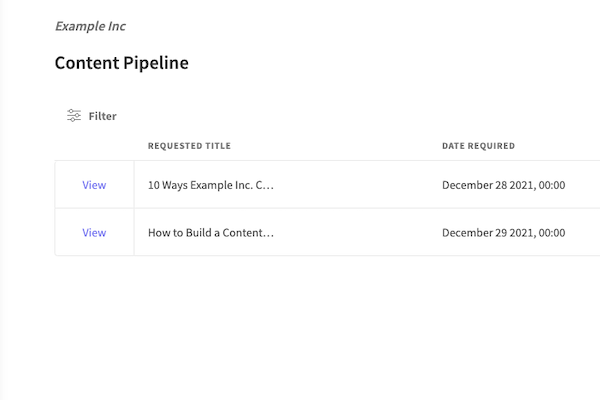 Example Inc
Content Pipeline
Filter
REQUESTED TITLE DATE REQUIRED
View 10 Ways Example Inc. C... December 28 2021, 00:00
View How to Build a Content... December 29 2021, 00:00